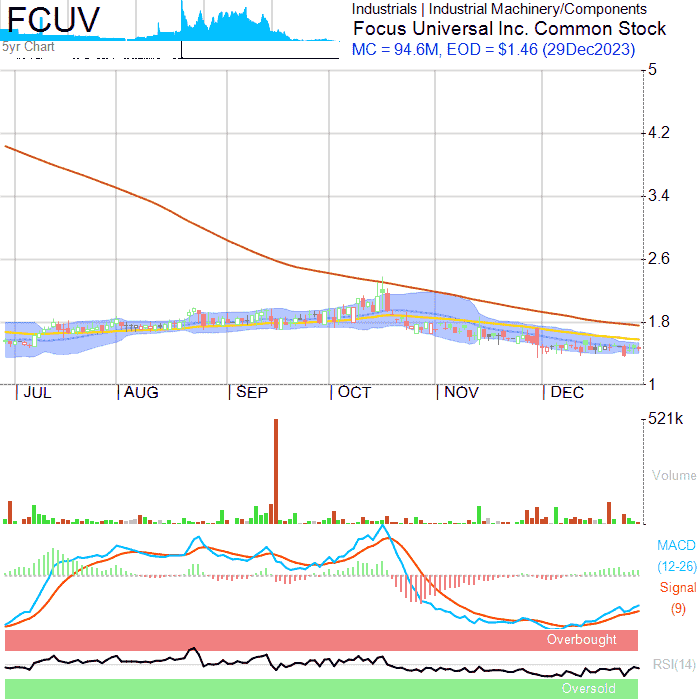 FCUV
5yr Chart
Industrials | Industrial Machinery/Components
Focus Universal Inc. Common Stock
MC = 94.6M, EOD = $1.46 (29Dec2023)
5
4.2
3.4
2.6
1.8
1
JUL AUG SEP OCT NOV DEC
521k
Volume
MACD
(12-26)
Signal
(9)
Overbought
RSI(14)
Oversold